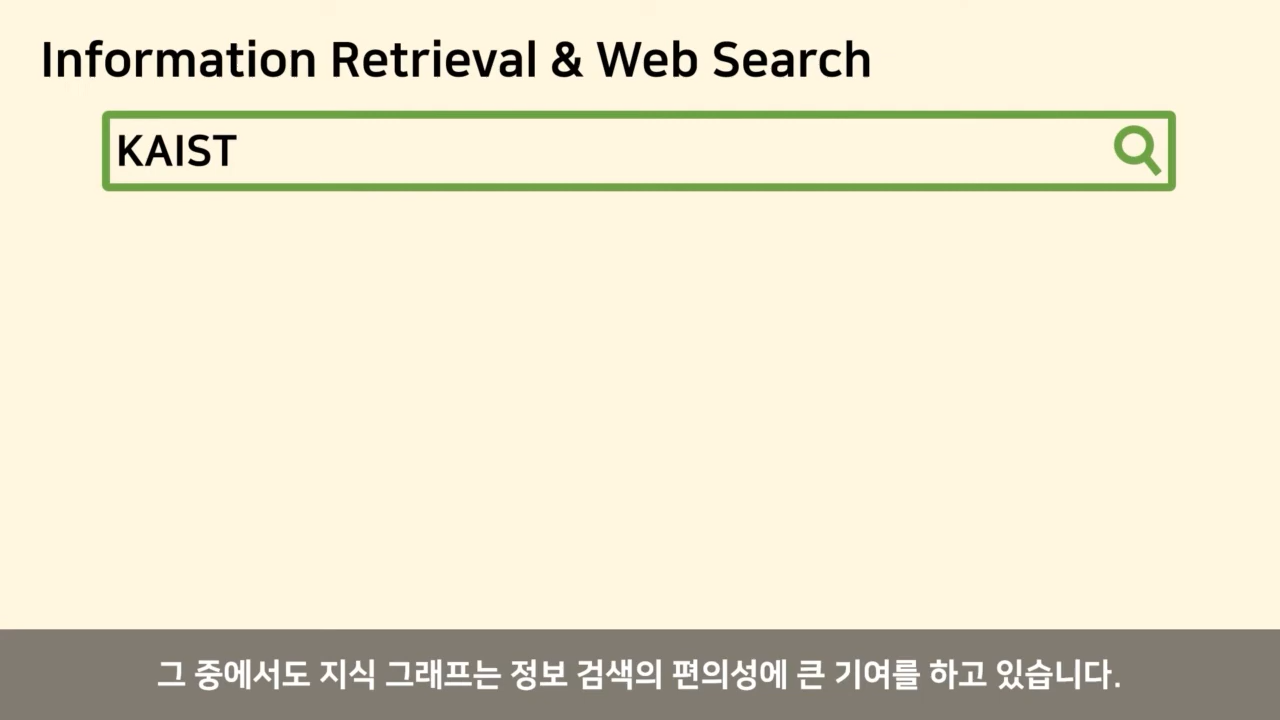 Information Retrieval & Web Search
KAIST
그 중에서도 지식 그래프는 정보 검색의 편의성에 큰 기여를 하고 있습니다.